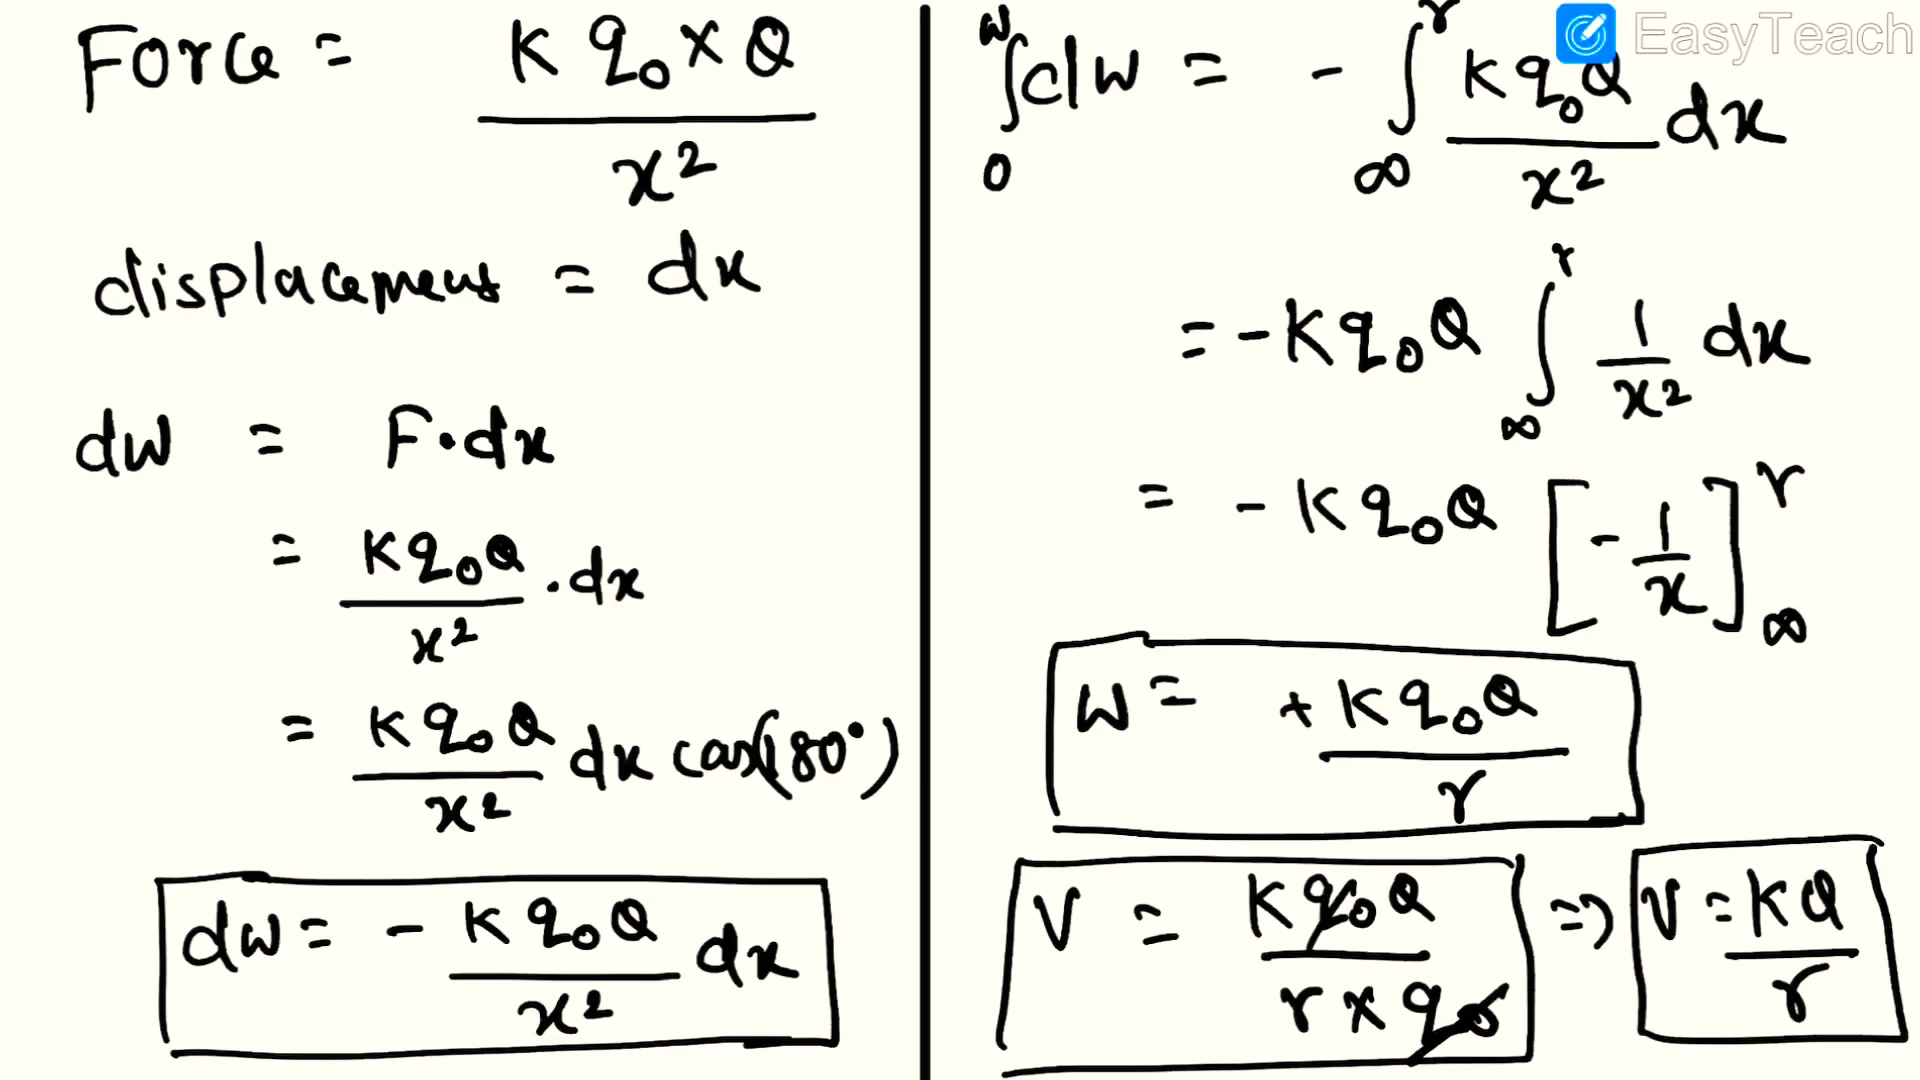 Force = K q₀ × Q / x²
displacement = dx
dw = F · dx
= K q₀ Q / x² · dx
= K q₀ Q / x² dx cos(180°)
dw = - K q₀ Q / x² dx
EasyTeach
∫₀^w dw = - ∫_∞^r K q₀ Q / x² dx
= - K q₀ Q ∫_∞^r 1 / x² dx
= - K q₀ Q [ - 1 / x ]_∞^r
w = + K q₀ Q / r
V = K q₀ Q / r × q₀ ⇒ V = K Q / r